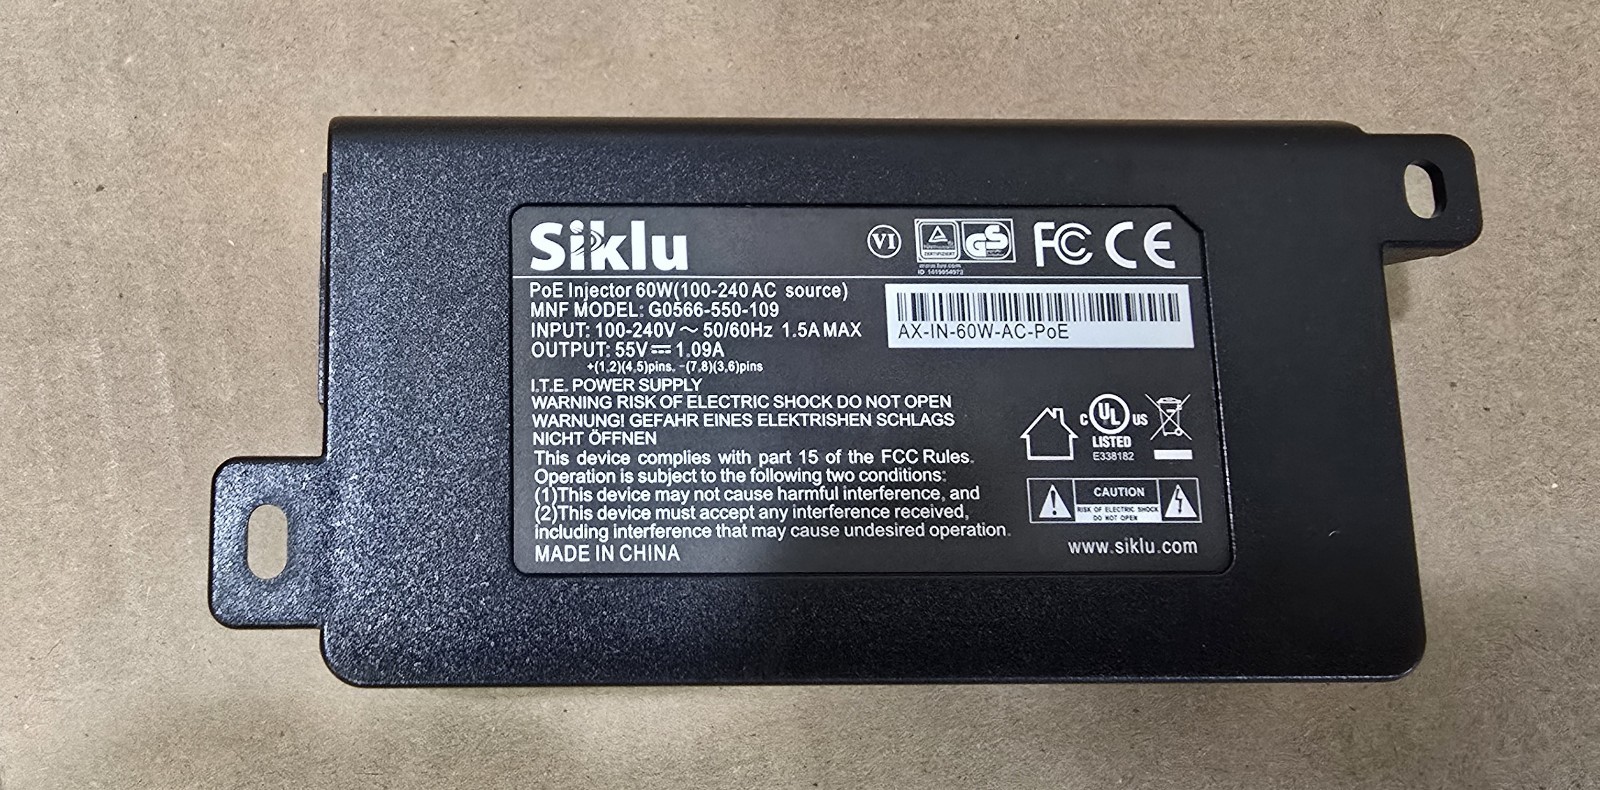 Siklu
VI
FC CE
PoE Injector 60W(100-240 AC source)
MNF MODEL: G0566-550-109
INPUT: 100-240V ~ 50/60Hz 1.5A MAX
OUTPUT: 55V⎓1.09A
+(1,2)(4,5)pins, -(7,8)(3,6)pins
AX-IN-60W-AC-PoE
I.T.E. POWER SUPPLY
WARNING RISK OF ELECTRIC SHOCK DO NOT OPEN
WARNUNG! GEFAHR EINES ELEKTRISHEN SCHLAGS
NICHT ÖFFNEN
This device complies with part 15 of the FCC Rules.
Operation is subject to the following two conditions:
(1)This device may not cause harmful interference, and
(2)This device must accept any interference received,
including interference that may cause undesired operation.
MADE IN CHINA
C UL US
LISTED
E338182
CAUTION
RISK OF ELECTRIC SHOCK
DO NOT OPEN
www.siklu.com